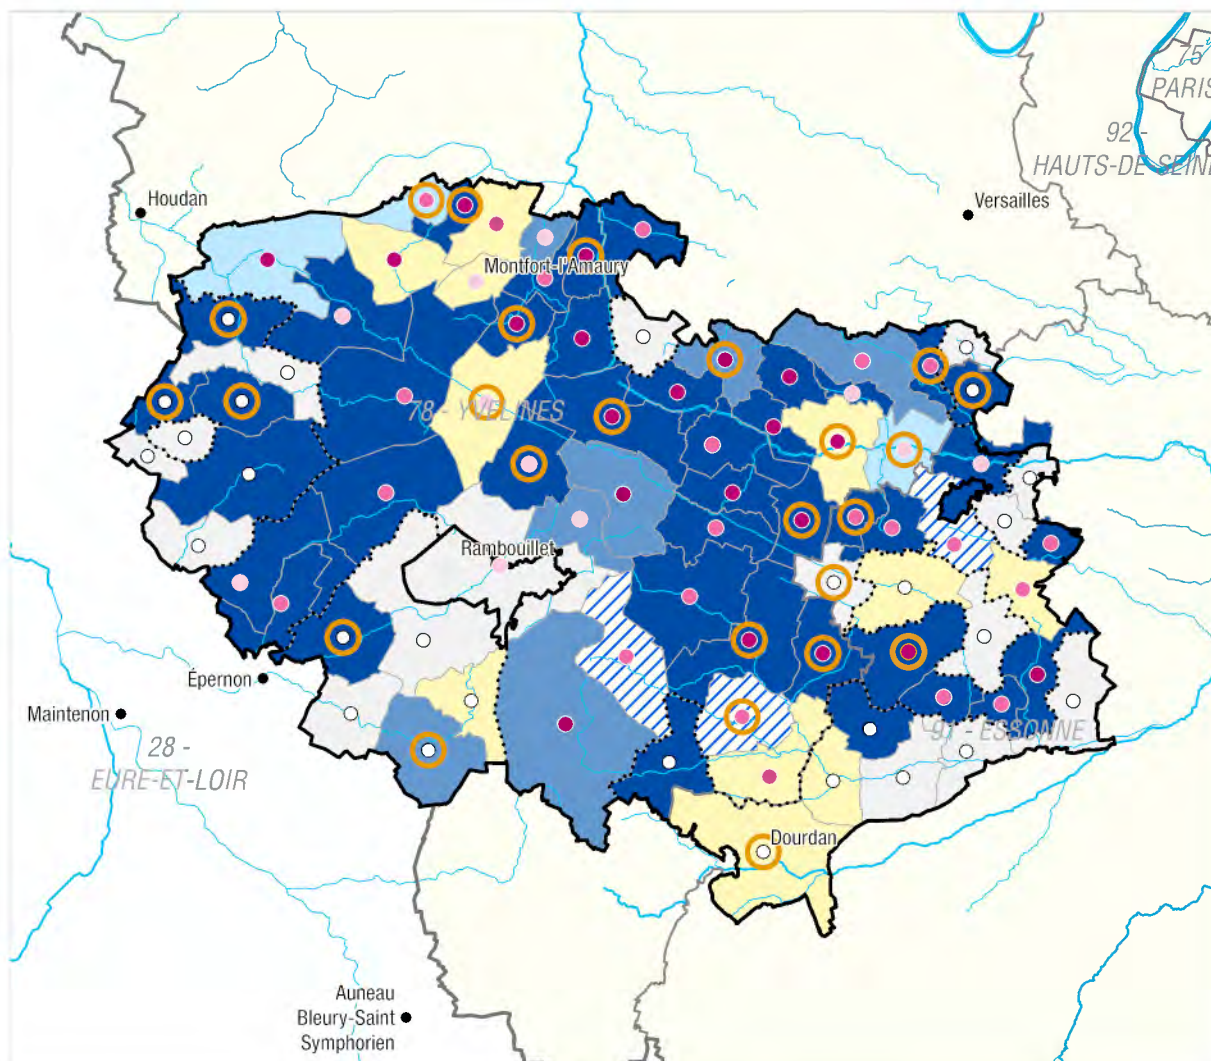 75
PARIS
92 -
HAUTS-DE-SEINE
Houdan
Versailles
Montfort-l'Amaury
78 - YVELINES
Rambouillet
Épernon
Maintenon
28 -
EURE-ET-LOIR
91 - ESSONNE
Dourdan
Auneau
Bleury-Saint
Symphorien